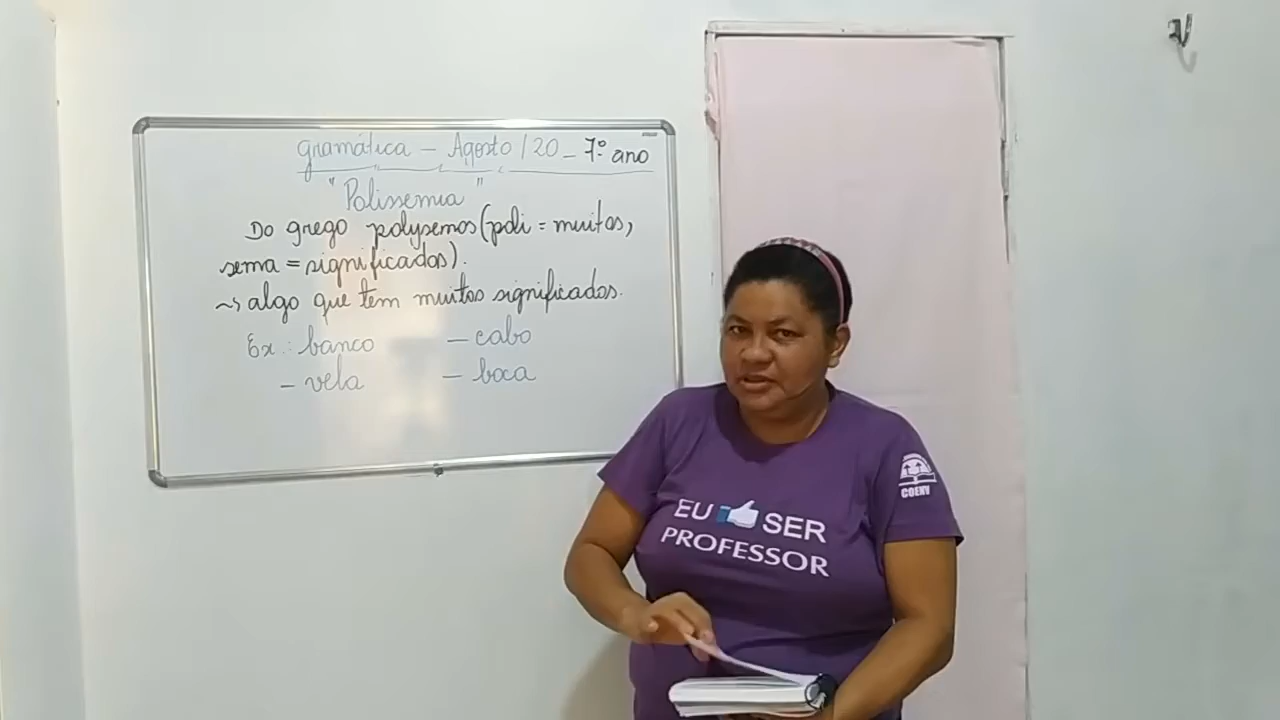 gramática - Agosto /20 - 7º ano
"Polissemia"
Do grego polysemos (poli = muitos,
sema = significados).
~> algo que tem muitos significados.
Ex.: banco - cabo
- vela - boca
EU SER
PROFESSOR
COENV